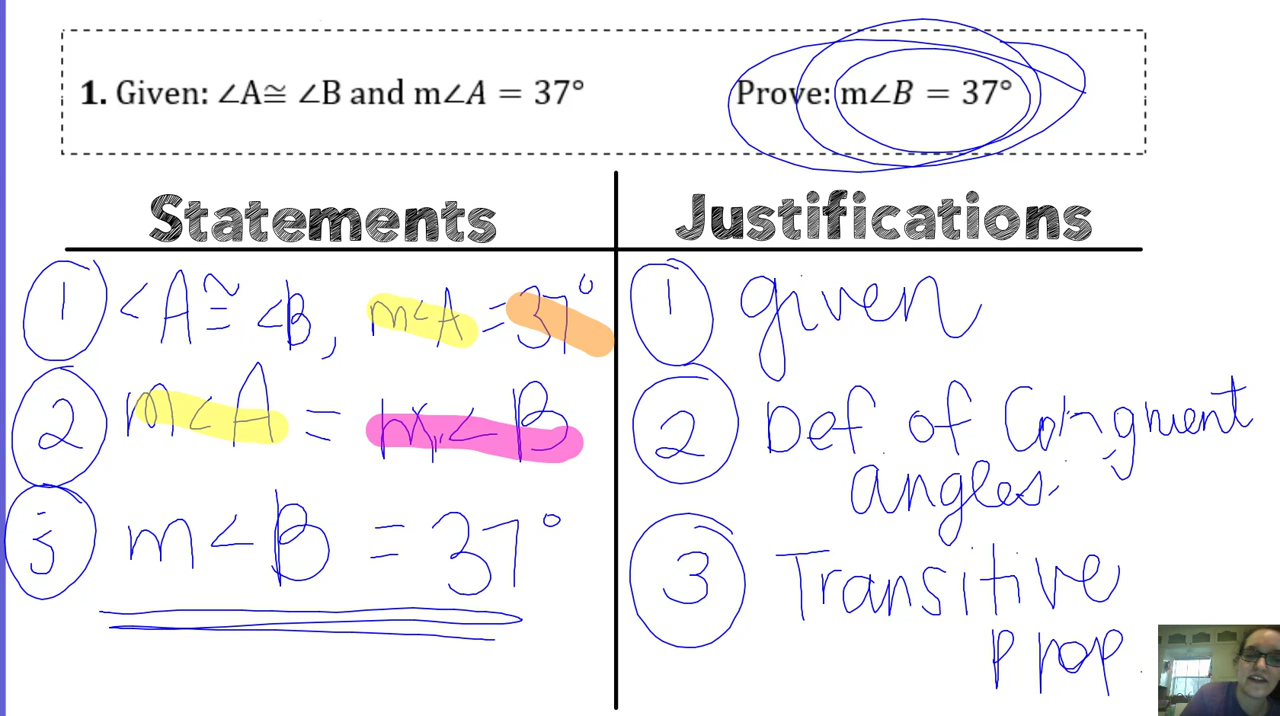 1. Given: ∠A≅ ∠B and m∠A = 37° Prove: m∠B = 37°
Statements Justifications
1 ∠A ≅ ∠B, m∠A = 37° 1 given
2 m∠A = m∠B 2 Def of Congruent
angles.
3 m∠B = 37° 3 Transitive
prop.